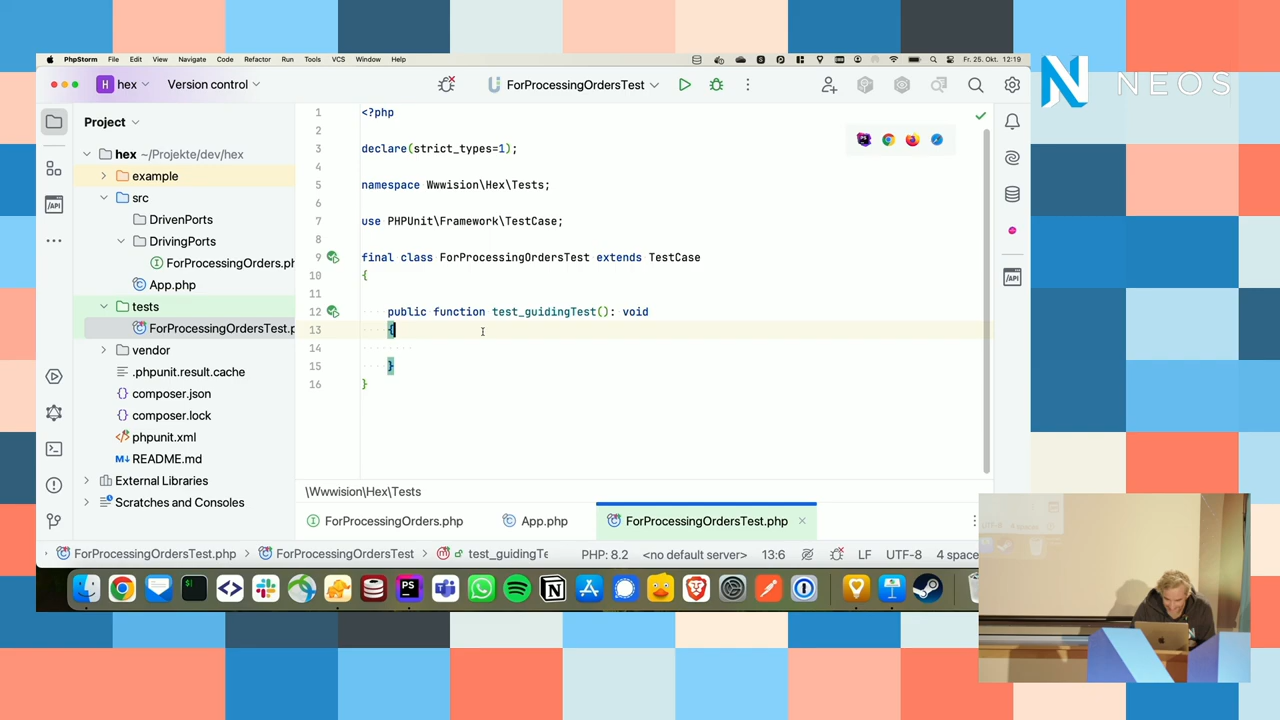 PhpStorm File Edit View Navigate Code Refactor Run Tools VCS Window Help Fr. 25. Okt. 12:19
NEOS
H hex Version control ForProcessingOrdersTest
Project
hex ~/Projekte/dev/hex
example
src
DrivenPorts
DrivingPorts
ForProcessingOrders.ph
App.php
tests
ForProcessingOrdersTest.p
vendor
.phpunit.result.cache
composer.json
composer.lock
phpunit.xml
README.md
External Libraries
Scratches and Consoles
1 <?php
2
3 declare(strict_types=1);
4
5 namespace Wwwision\Hex\Tests;
6
7 use PHPUnit\Framework\TestCase;
8
9 final class ForProcessingOrdersTest extends TestCase
10 {
11
12 public function test_guidingTest(): void
13 {
14
15 }
16 }
\Wwwision\Hex\Tests
ForProcessingOrders.php App.php ForProcessingOrdersTest.php
ForProcessingOrdersTest.php ForProcessingOrdersTest test_guidingTe PHP: 8.2 <no default server> 13:6 LF UTF-8 4 space
PS